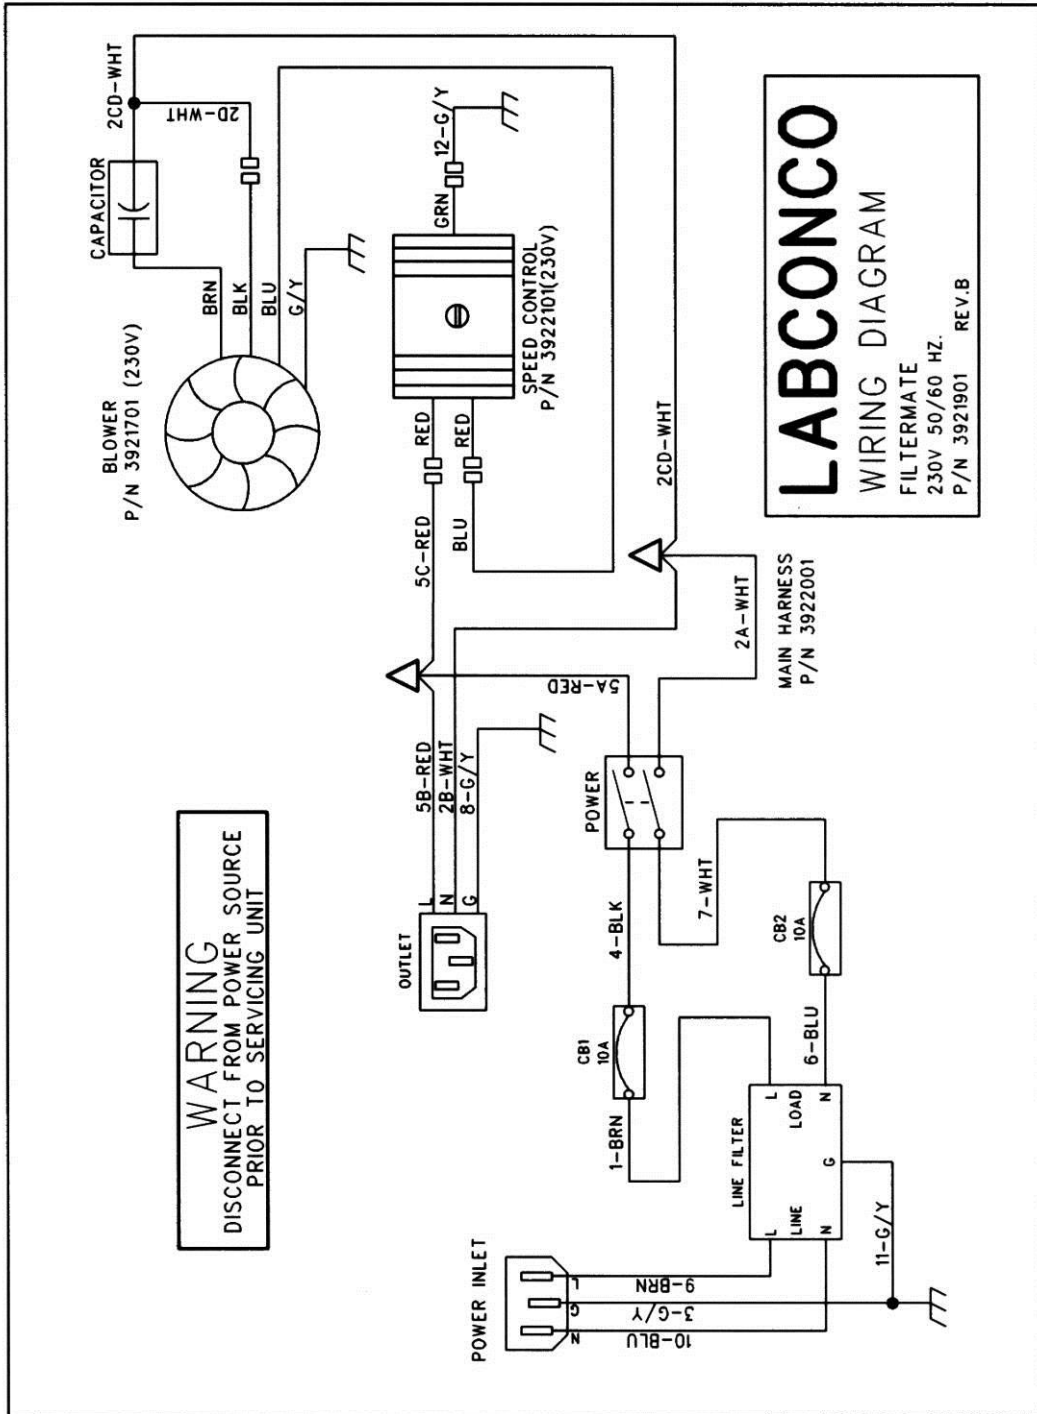 WARNING
DISCONNECT FROM POWER SOURCE
PRIOR TO SERVICING UNIT
BLOWER
P/N 3921701 (230V)
CAPACITOR
2CD-WHT
2D-WHT
BRN
BLK
BLU
G/Y
OUTLET
L
N
G
5B-RED
2B-WHT
8-G/Y
5C-RED
RED
BLU
RED
GRN
12-G/Y
SPEED CONTROL
P/N 3922101(230V)
5A-RED
2CD-WHT
2A-WHT
MAIN HARNESS
P/N 3922001
POWER
4-BLK
7-WHT
CB1
10A
CB2
10A
1-BRN
6-BLU
POWER INLET
L
G
N
9-BRN
3-G/Y
10-BLU
LINE FILTER
L
LINE
N
L
LOAD
N
G
11-G/Y
LABCONCO
WIRING DIAGRAM
FILTERMATE
230V 50/60 HZ.
P/N 3921901 REV.B